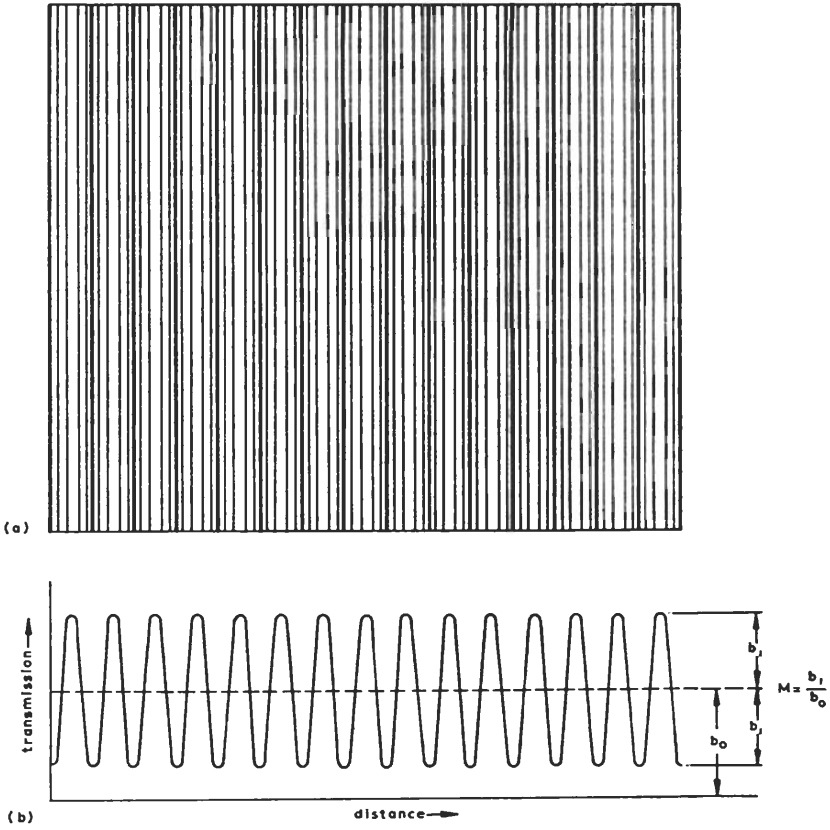 (a)
transmission
b₁
b₁
b₀
M = b₁/b₀
distance
(b)